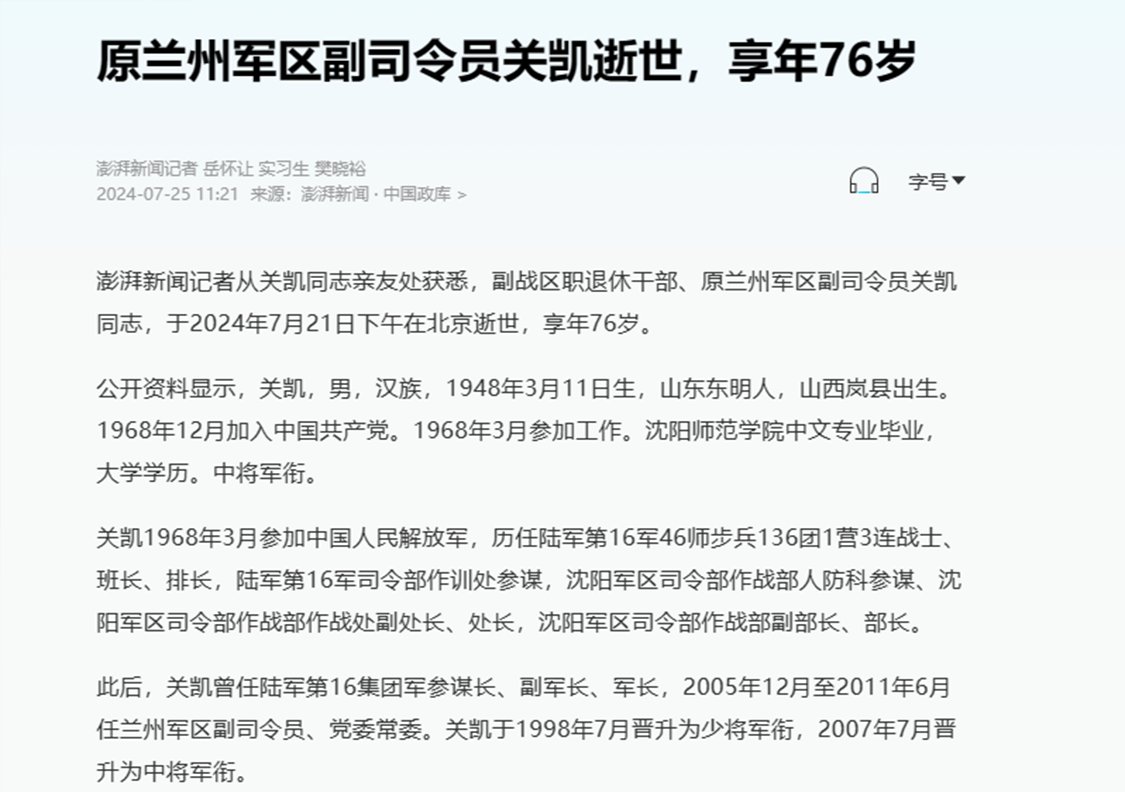 原兰州军区副司令员关凯逝世，享年76岁
澎湃新闻记者 岳怀让 实习生 樊晓裕
2024-07-25 11:21 来源：澎湃新闻·中国政库 >
字号
澎湃新闻记者从关凯同志亲友处获悉，副战区职退休干部、原兰州军区副司令员关凯
同志，于2024年7月21日下午在北京逝世，享年76岁。
公开资料显示，关凯，男，汉族，1948年3月11日生，山东东明人，山西岚县出生。
1968年12月加入中国共产党。1968年3月参加工作。沈阳师范学院中文专业毕业，
大学学历。中将军衔。
关凯1968年3月参加中国人民解放军，历任陆军第16军46师步兵136团1营3连战士、
班长、排长，陆军第16军司令部作训处参谋，沈阳军区司令部作战部人防科参谋、沈
阳军区司令部作战部作战处副处长、处长，沈阳军区司令部作战部副部长、部长。
此后，关凯曾任陆军第16集团军参谋长、副军长、军长，2005年12月至2011年6月
任兰州军区副司令员、党委常委。关凯于1998年7月晋升为少将军衔，2007年7月晋
升为中将军衔。